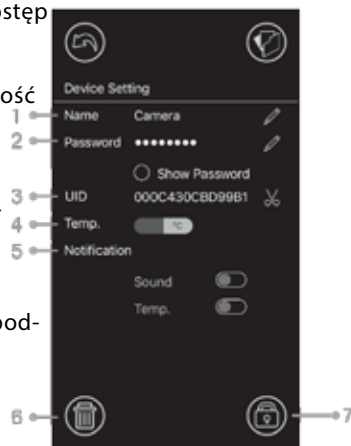 ostęp
ość
ood-
Device Setting
1 Name Camera
2 Password ••••••••
Show Password
3 UID 000C430CBD99B1
4 Temp. °C
5 Notification
Sound
Temp.
6
7